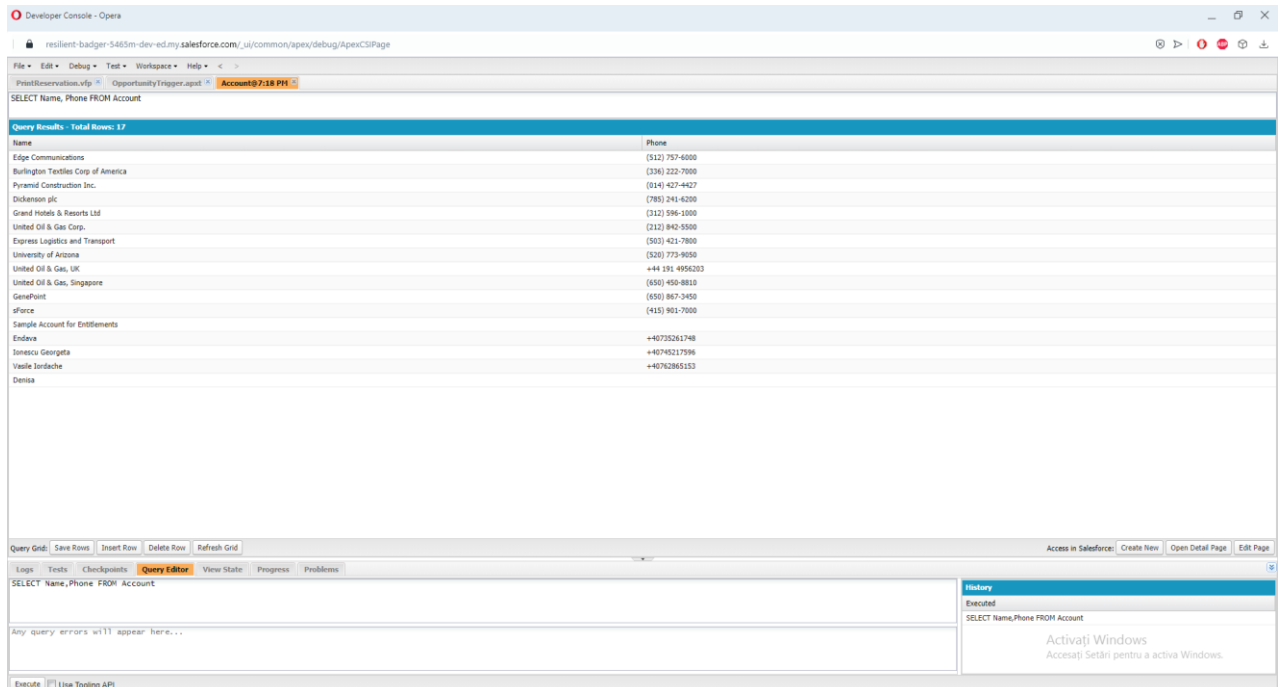 Developer Console - Opera
resilient-badger-5465m-dev-ed.my.salesforce.com/_ui/common/apex/debug/ApexCSIPage
File Edit Debug Test Workspace Help < >
PrintReservation.vfp OpportunityTrigger.apxt Account@7:18 PM
SELECT Name, Phone FROM Account
Query Results - Total Rows: 17
Name Phone
Edge Communications (512) 757-6000
Burlington Textiles Corp of America (336) 222-7000
Pyramid Construction Inc. (014) 427-4427
Dickenson plc (785) 241-6200
Grand Hotels & Resorts Ltd (312) 596-1000
United Oil & Gas Corp. (212) 842-5500
Express Logistics and Transport (503) 421-7800
University of Arizona (520) 773-9050
United Oil & Gas, UK +44 191 4956203
United Oil & Gas, Singapore (650) 450-8810
GenePoint (650) 867-3450
sForce (415) 901-7000
Sample Account for Entitlements
Endava +40735261748
Ionescu Georgeta +40745217596
Vasile Iordache +40762865153
Denisa
Query Grid: Save Rows Insert Row Delete Row Refresh Grid Access in Salesforce: Create New Open Detail Page Edit Page
Logs Tests Checkpoints Query Editor View State Progress Problems
SELECT Name,Phone FROM Account
Any query errors will appear here...
History
Executed
SELECT Name,Phone FROM Account
Activați Windows
Accesați Setări pentru a activa Windows.
Execute Use Tooling API